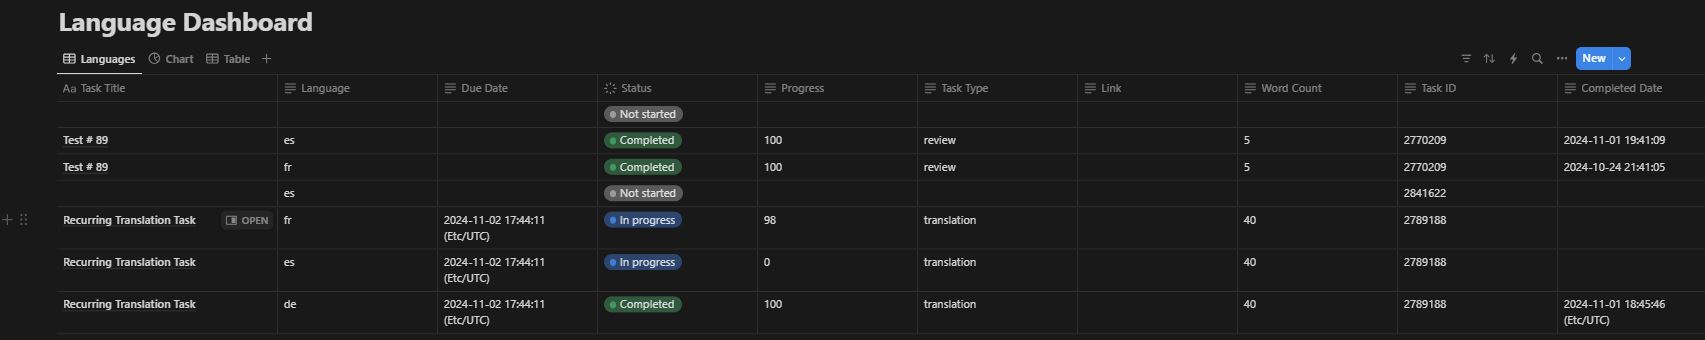 Language Dashboard
Languages Chart Table +
New
Aa Task Title Language Due Date Status Progress Task Type Link Word Count Task ID Completed Date
Not started
Test # 89 es Completed 100 review 5 2770209 2024-11-01 19:41:09
Test # 89 fr Completed 100 review 5 2770209 2024-10-24 21:41:05
es Not started 2841622
Recurring Translation Task OPEN fr 2024-11-02 17:44:11 In progress 98 translation 40 2789188
(Etc/UTC)
Recurring Translation Task es 2024-11-02 17:44:11 In progress 0 translation 40 2789188
(Etc/UTC)
Recurring Translation Task de 2024-11-02 17:44:11 Completed 100 translation 40 2789188 2024-11-01 18:45:46
(Etc/UTC) (Etc/UTC)